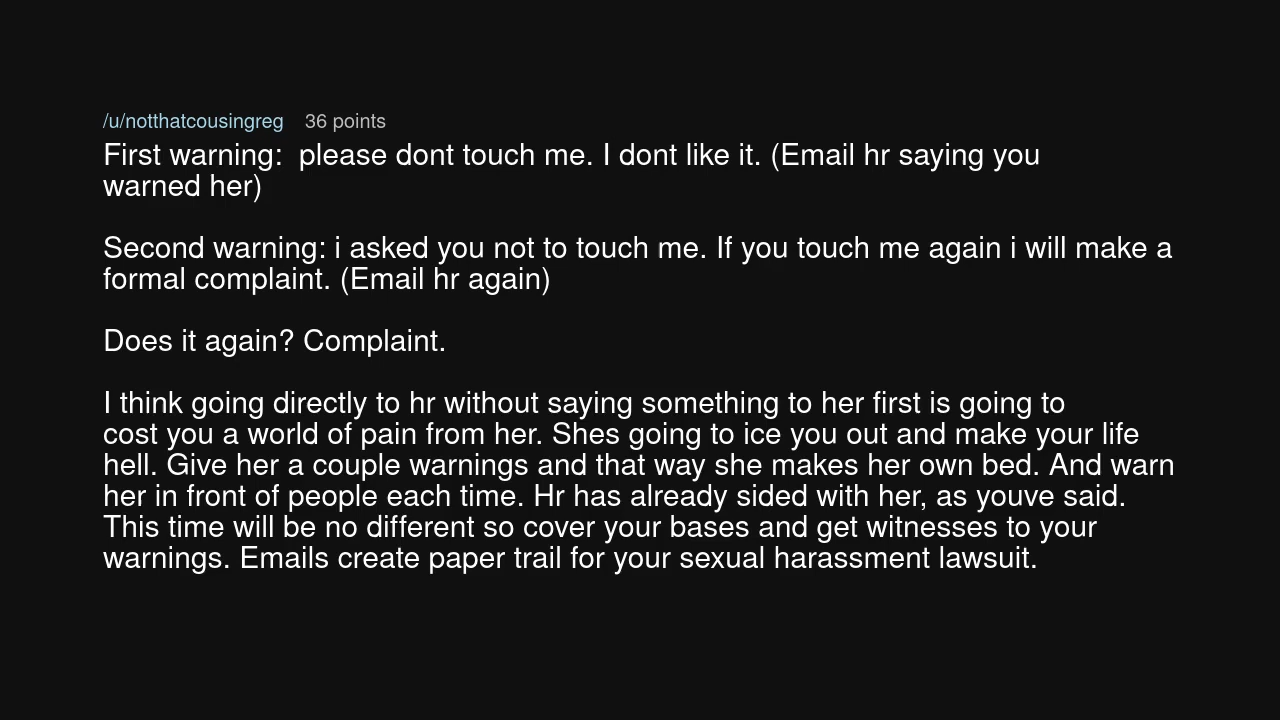 /u/notthatcousingreg 36 points
First warning:  please dont touch me. I dont like it. (Email hr saying you
warned her)
Second warning: i asked you not to touch me. If you touch me again i will make a
formal complaint. (Email hr again)
Does it again? Complaint.
I think going directly to hr without saying something to her first is going to
cost you a world of pain from her. Shes going to ice you out and make your life
hell. Give her a couple warnings and that way she makes her own bed. And warn
her in front of people each time. Hr has already sided with her, as youve said.
This time will be no different so cover your bases and get witnesses to your
warnings. Emails create paper trail for your sexual harassment lawsuit.